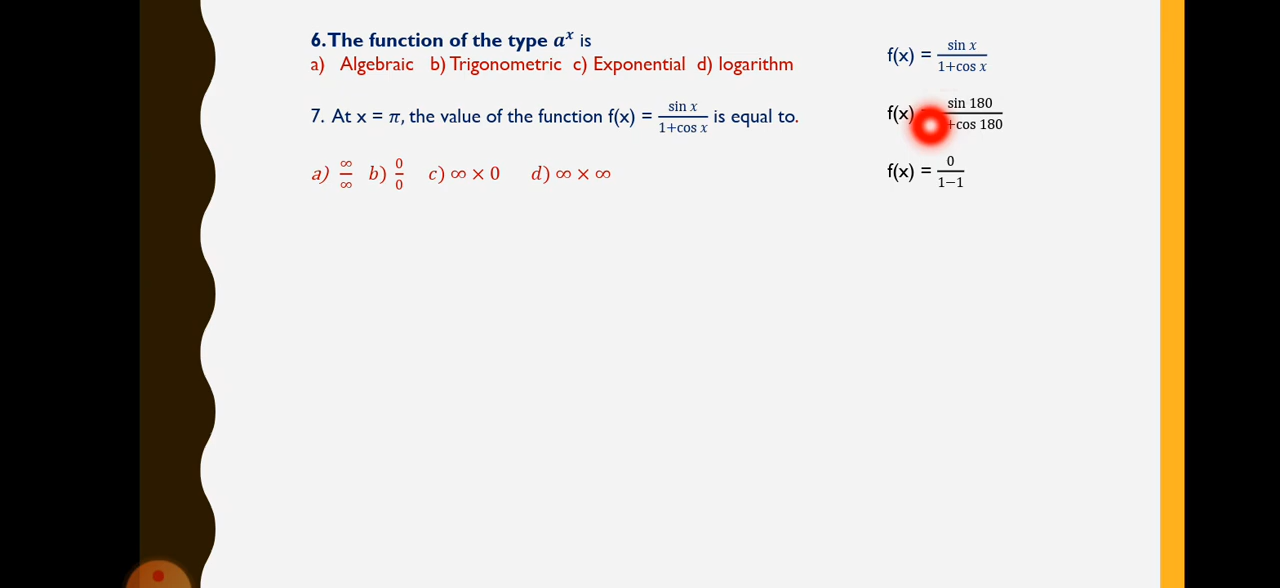 6.The function of the type aˣ is
a) Algebraic b) Trigonometric c) Exponential d) logarithm
7. At x = π, the value of the function f(x) = sin x / 1+cos x is equal to.
a) ∞/∞ b) 0/0 c) ∞ × 0 d) ∞ × ∞
f(x) = sin x / 1+cos x
f(x) sin 180 / +cos 180
f(x) = 0 / 1−1